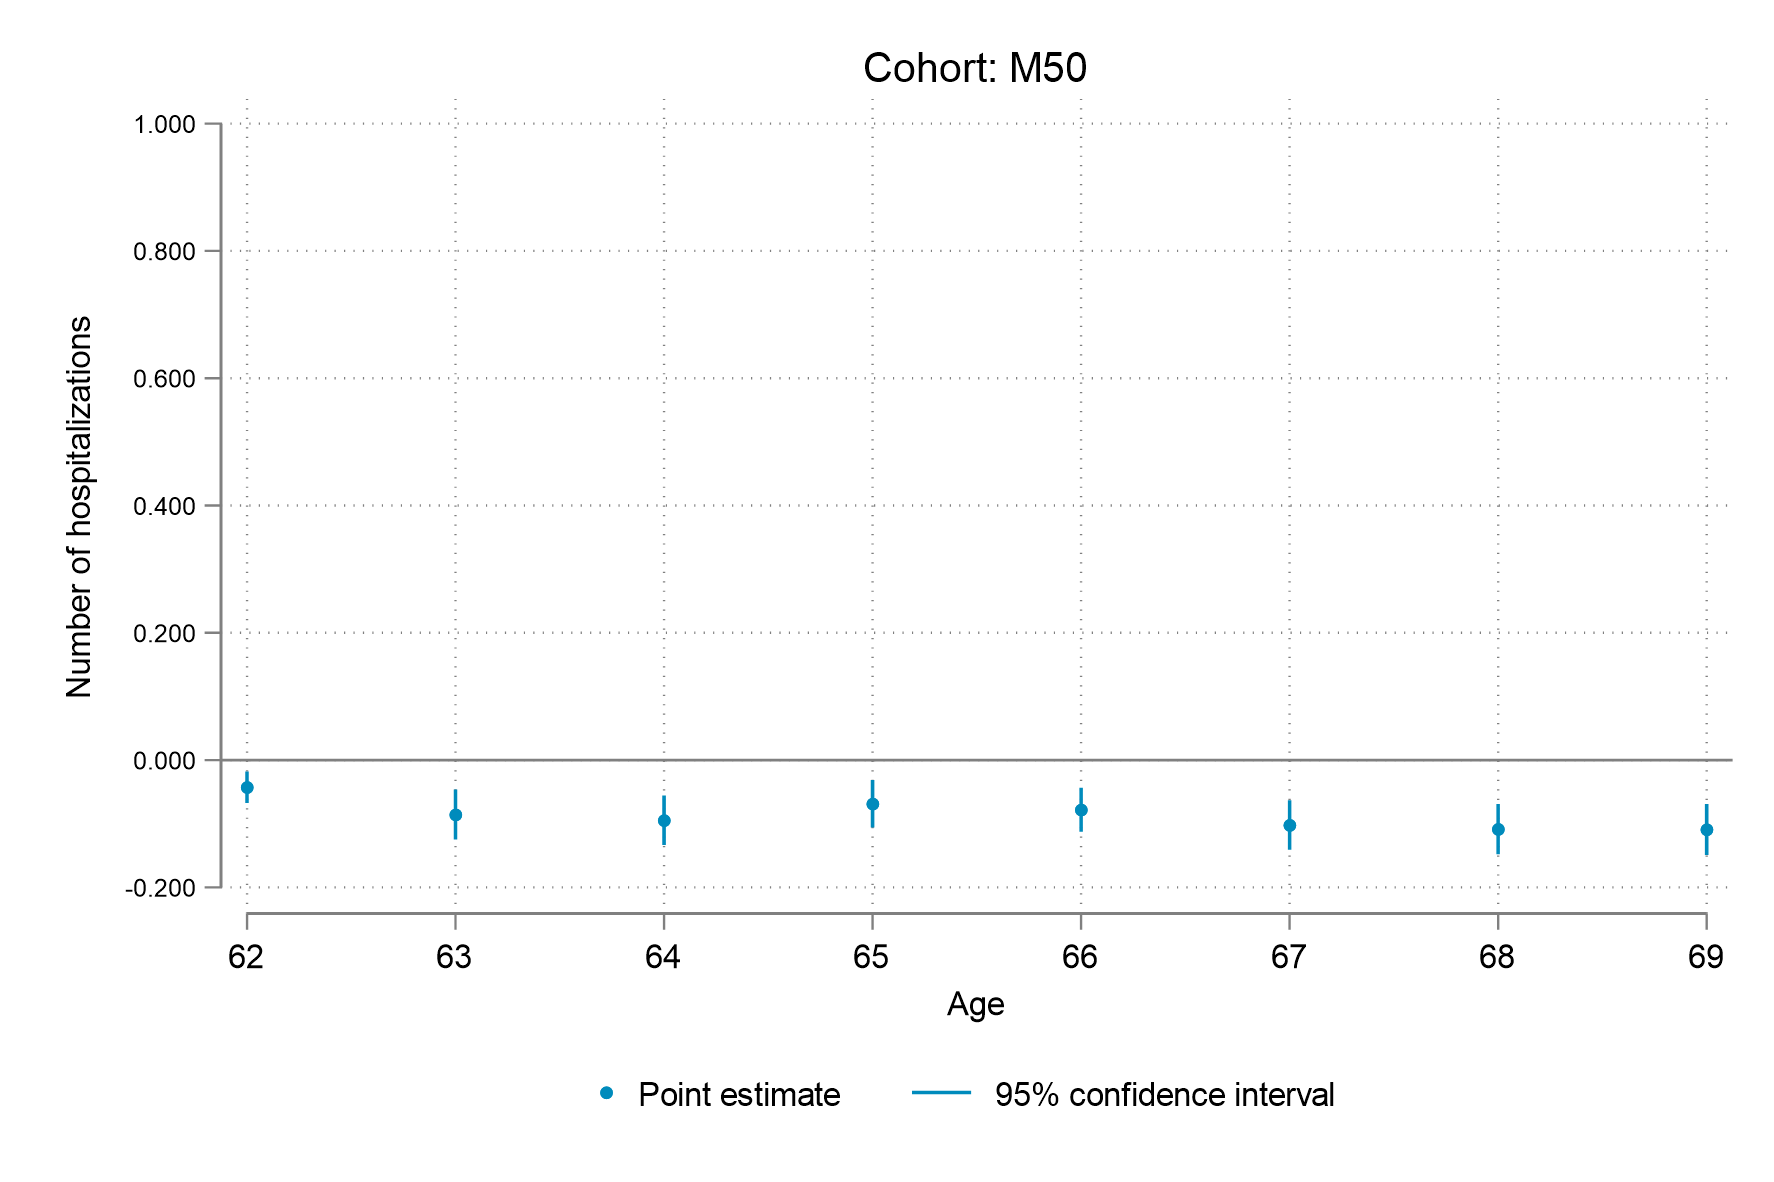 Cohort: M50
1.000
0.800
0.600
0.400
0.200
0.000
-0.200
Number of hospitalizations
62 63 64 65 66 67 68 69
Age
Point estimate 95% confidence interval